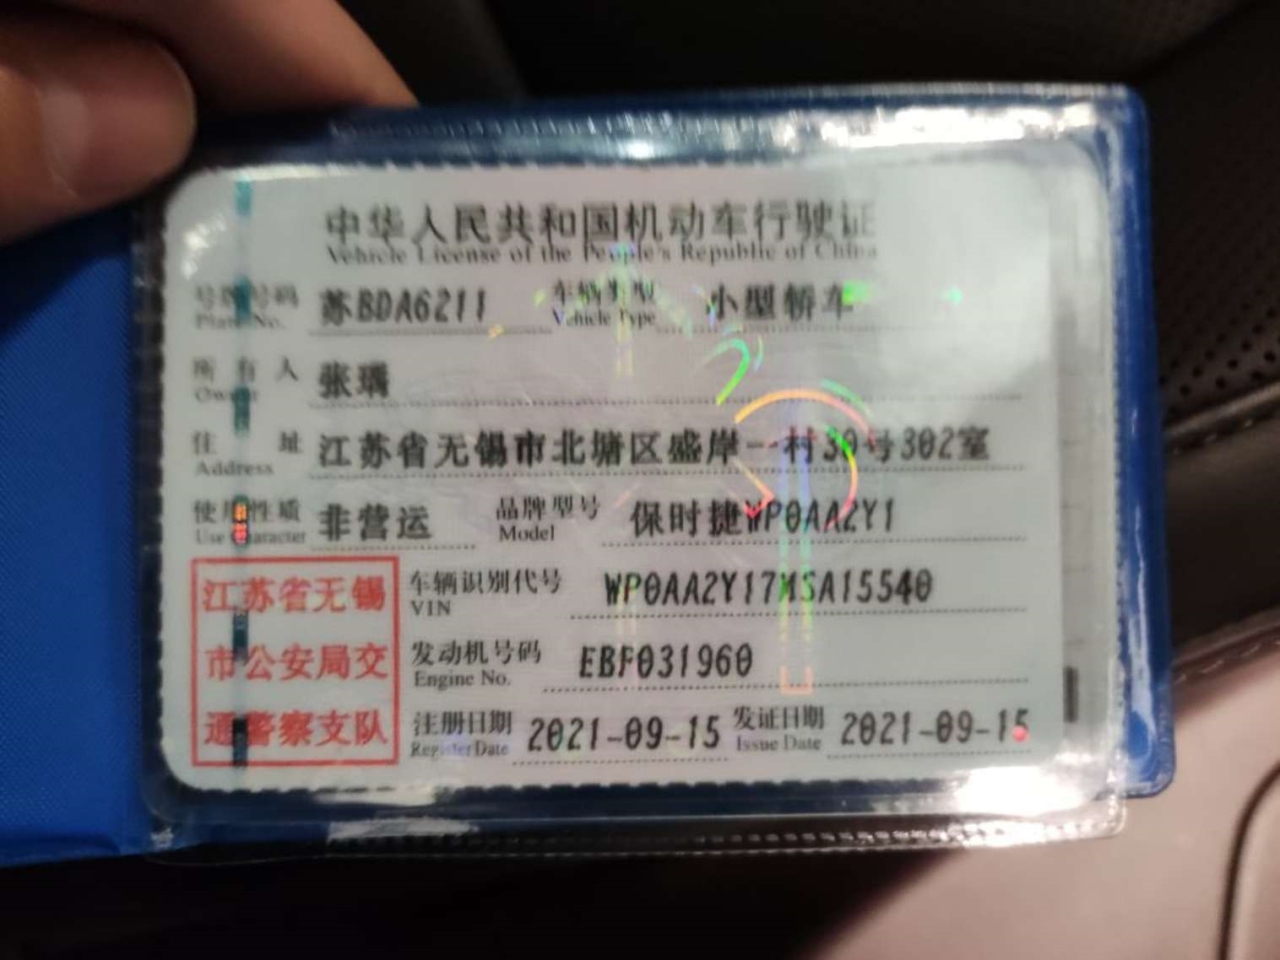 中华人民共和国机动车行驶证
Vehicle License of the People's Republic of China
号牌号码 苏BDA6211 车辆类型 小型轿车
Plate No. Vehicle Type
所有人 张瑀
Owner
住址 江苏省无锡市北塘区盛岸一村30号302室
Address
使用性质 非营运 品牌型号 保时捷WP0AA2Y1
Use Character Model
江苏省无锡 车辆识别代号 WP0AA2Y17MSA15540
VIN
市公安局交 发动机号码 EBF031960
Engine No.
通警察支队 注册日期 2021-09-15 发证日期 2021-09-15
Register Date Issue Date